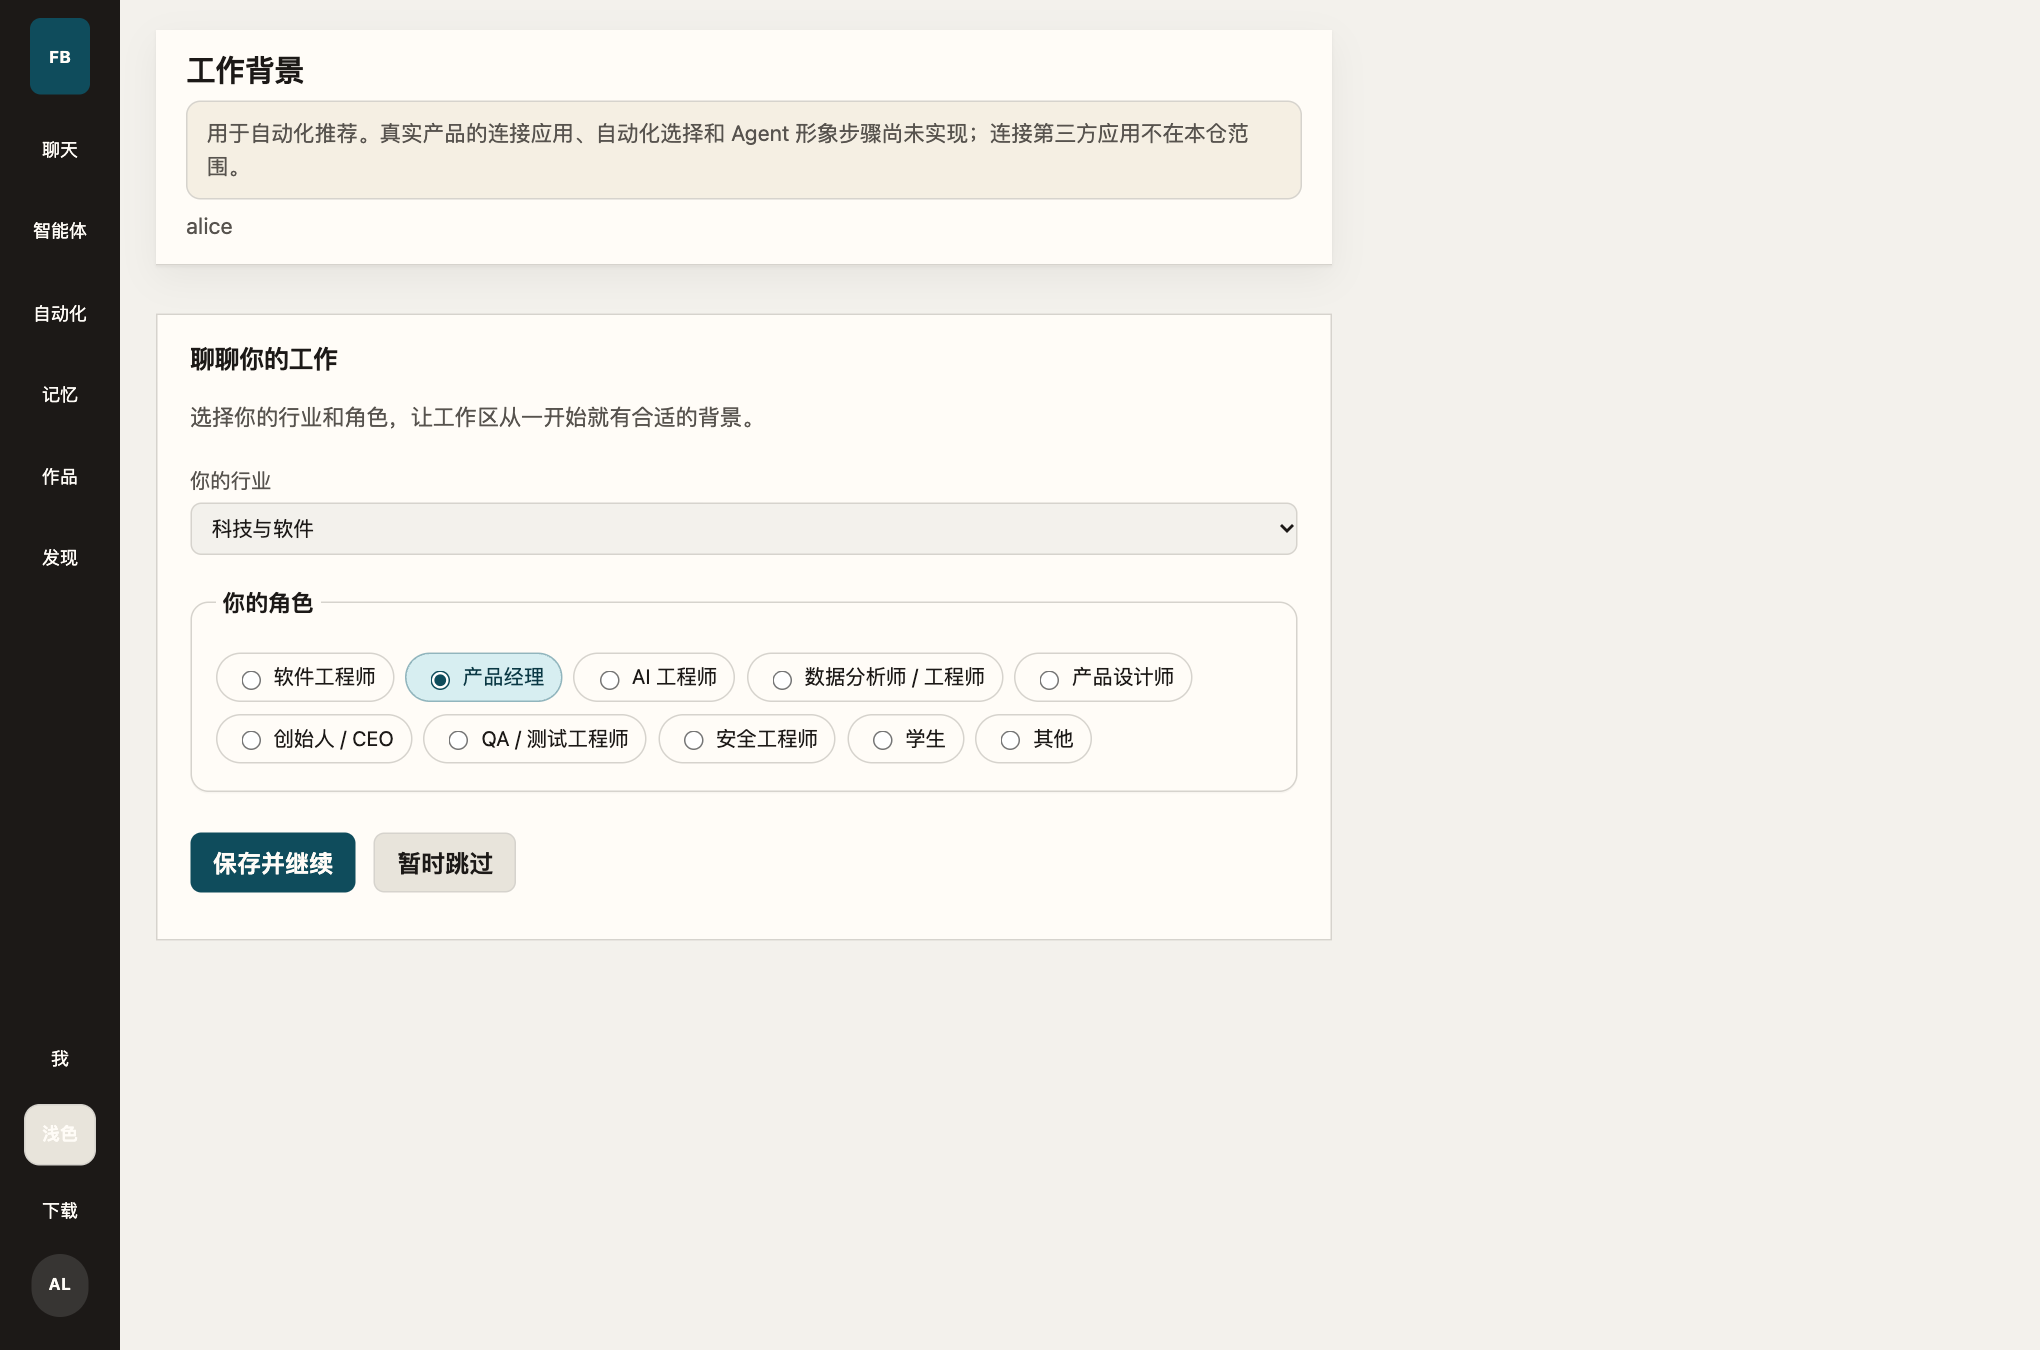 FB
聊天
智能体
自动化
记忆
作品
发现
我
浅色
下载
AL
工作背景
用于自动化推荐。真实产品的连接应用、自动化选择和 Agent 形象步骤尚未实现；连接第三方应用不在本仓范
围。
alice
聊聊你的工作
选择你的行业和角色，让工作区从一开始就有合适的背景。
你的行业
科技与软件
你的角色
软件工程师 产品经理 AI 工程师 数据分析师 / 工程师 产品设计师
创始人 / CEO QA / 测试工程师 安全工程师 学生 其他
保存并继续 暂时跳过